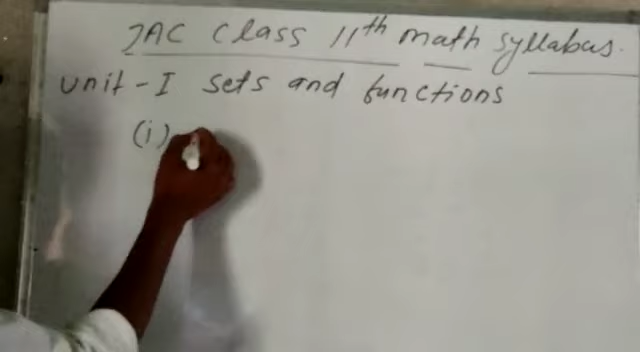 JAC Class 11th math syllabus.
unit-I sets and functions
(i)